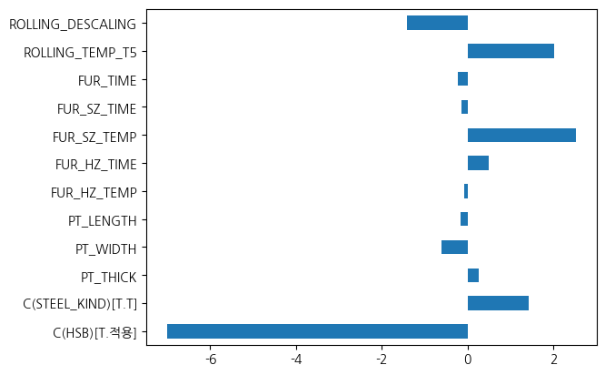 ROLLING_DESCALING
ROLLING_TEMP_T5
FUR_TIME
FUR_SZ_TIME
FUR_SZ_TEMP
FUR_HZ_TIME
FUR_HZ_TEMP
PT_LENGTH
PT_WIDTH
PT_THICK
C(STEEL_KIND)[T.T]
C(HSB)[T.적용]
-6 -4 -2 0 2